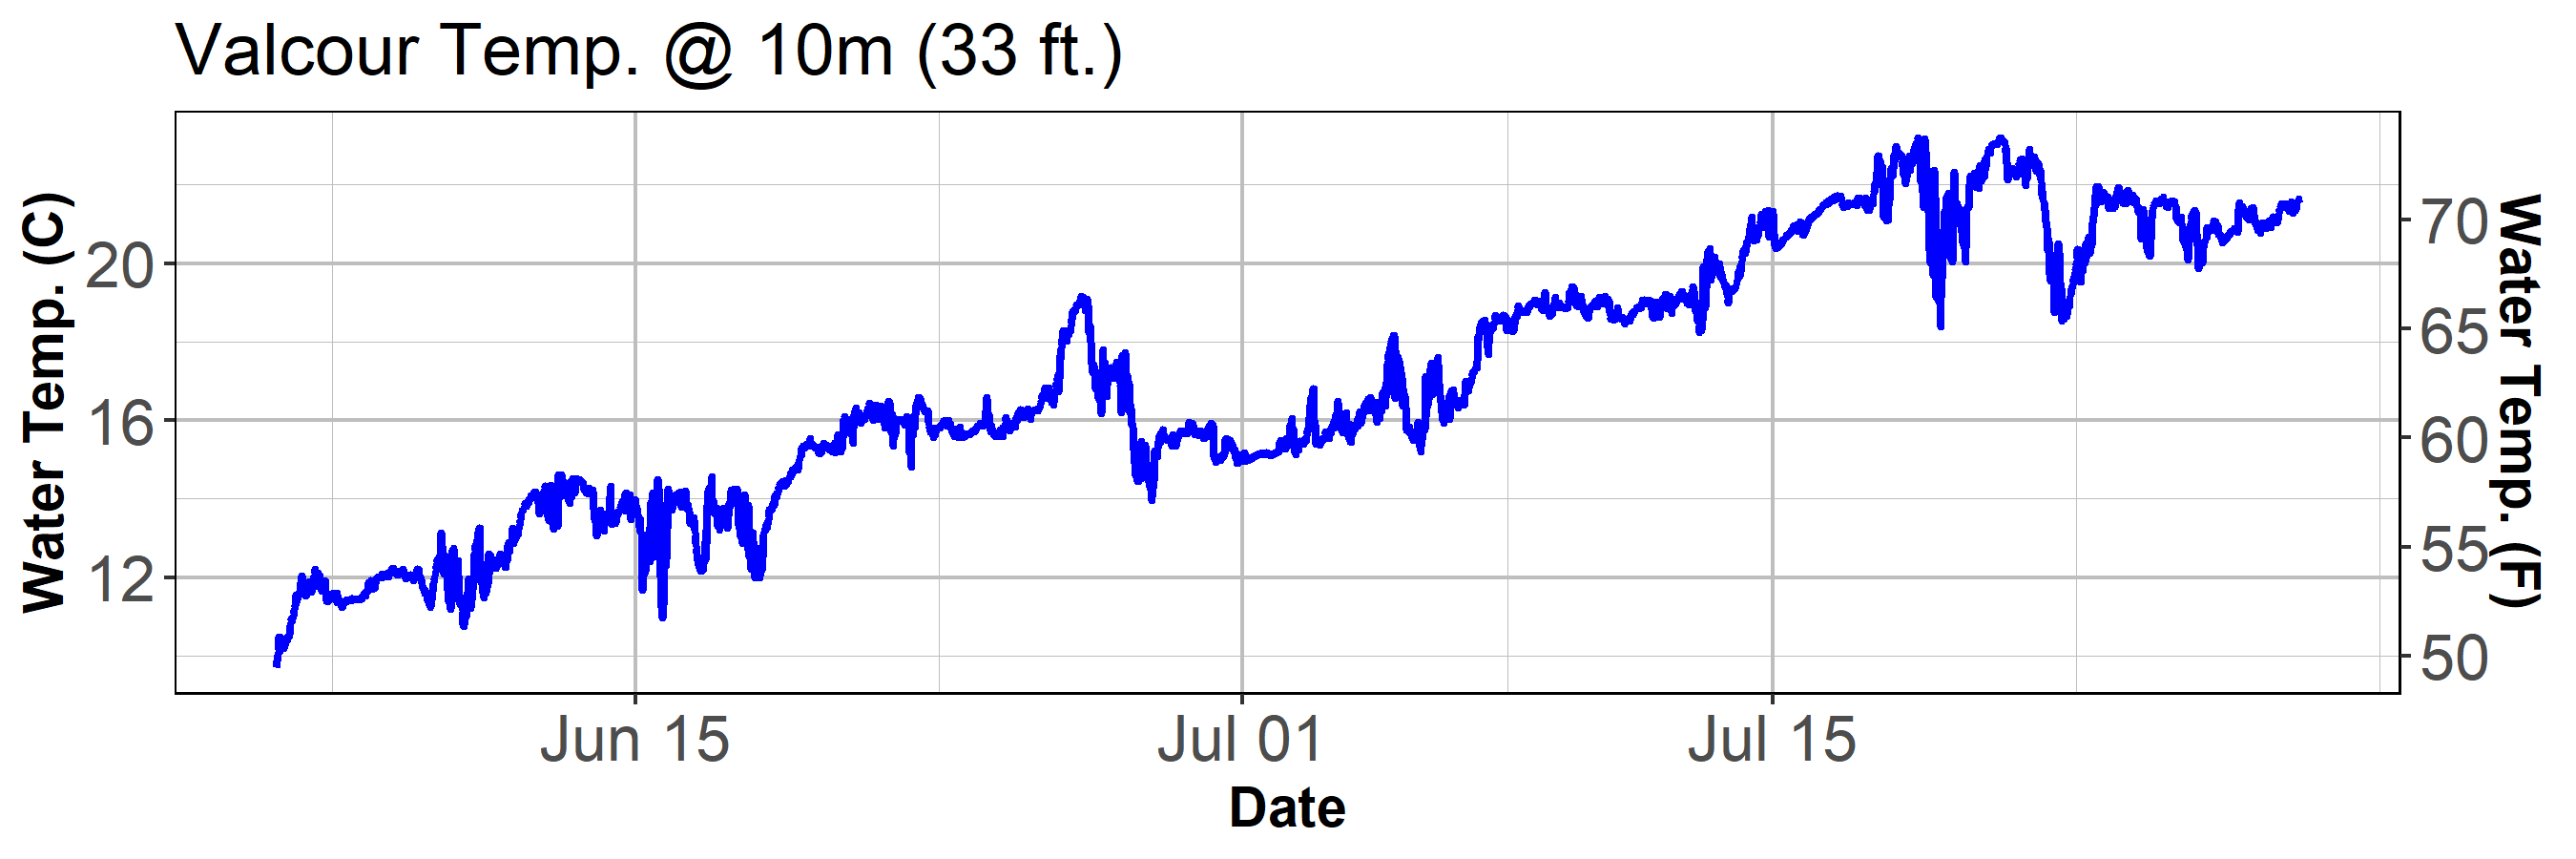 Valcour Temp. @ 10m (33 ft.)
Water Temp. (C)
20
16
12
70
65
60
55
50
Water Temp. (F)
Jun 15
Jul 01
Jul 15
Date